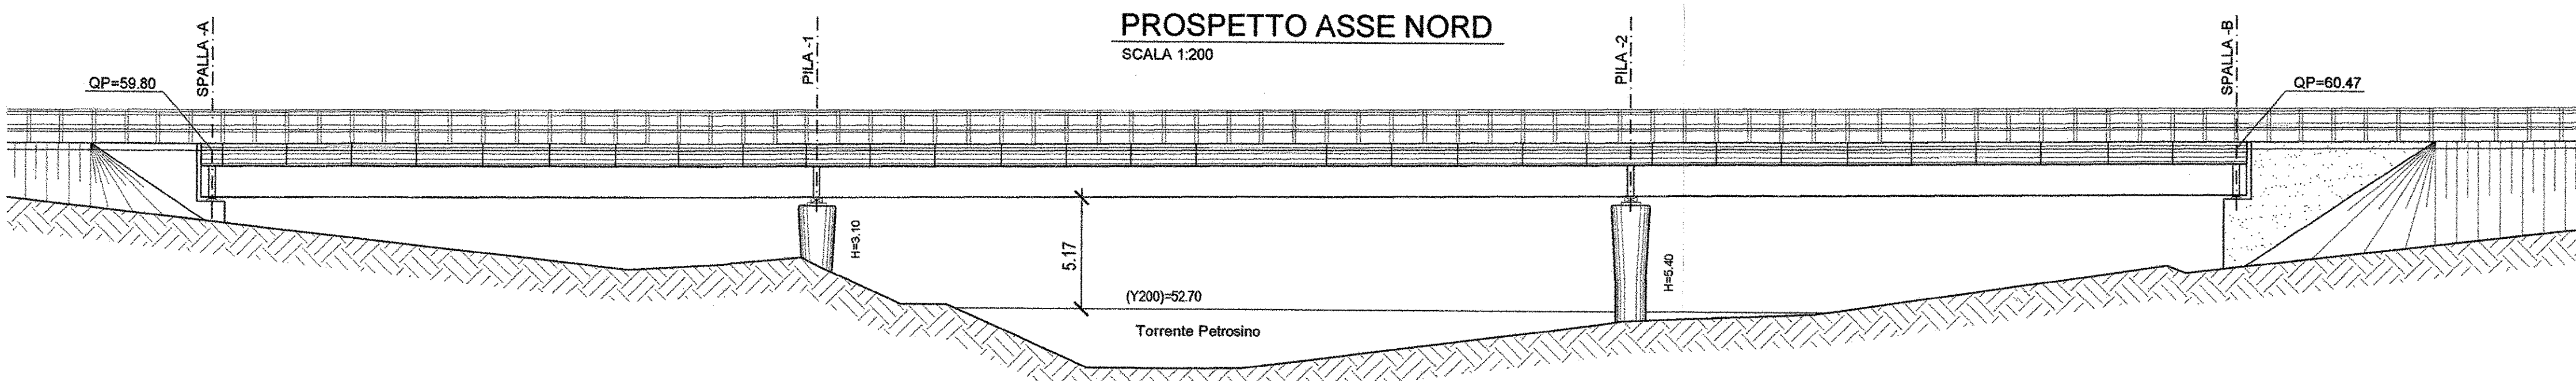 PROSPETTO ASSE NORD
SCALA 1:200
SPALLA -A
PILA -1
PILA -2
SPALLA -B
QP=59.80
QP=60.47
H=3.10
5.17
H=5.40
(Y200)=52.70
Torrente Petrosino